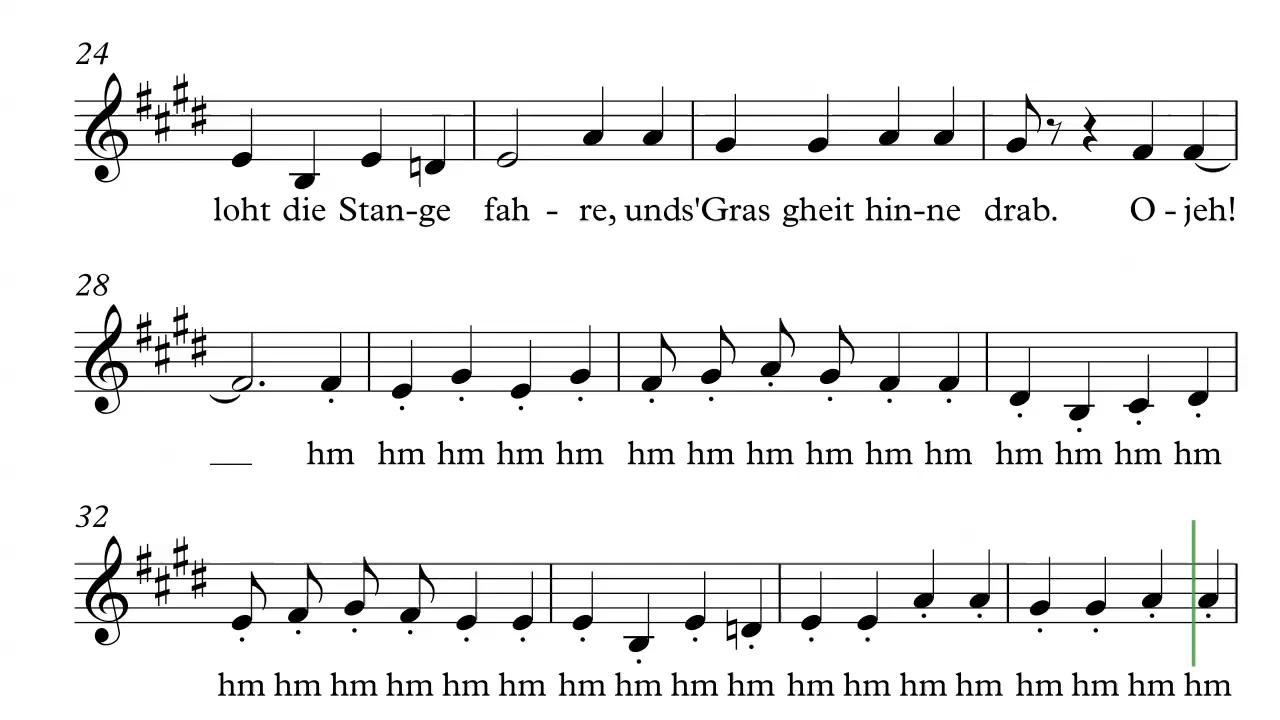 24
loht die Stan-ge fah - re, unds'Gras gheit hin-ne drab. O - jeh!
28
hm hm hm hm hm hm hm hm hm hm hm hm hm hm hm
32
hm hm hm hm hm hm hm hm hm hm hm hm hm hm hm hm hm hm